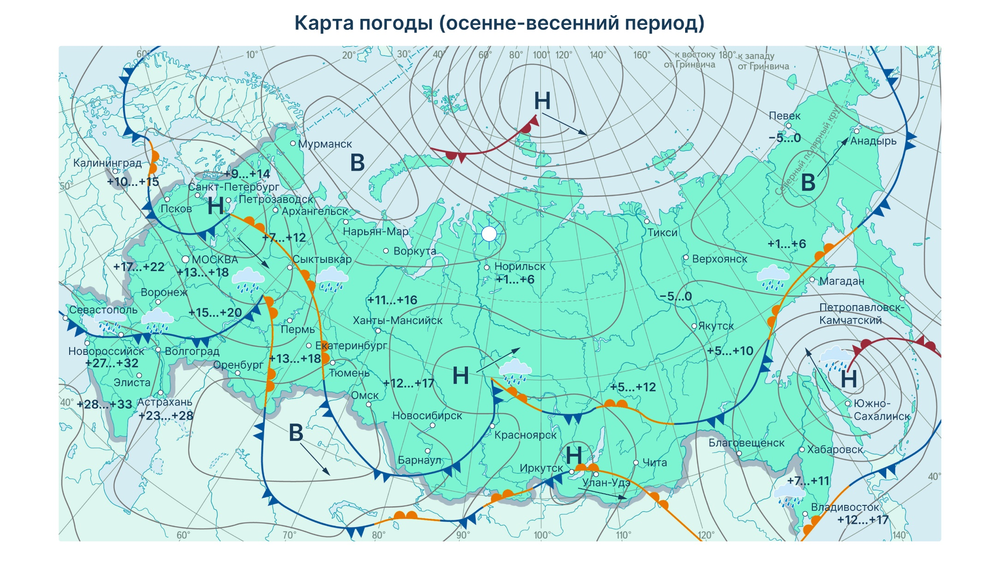 Карта погоды (осенне-весенний период)
60°
10°
20°
30°
40°
60°
80°
100°
120°
140°
160°
к востоку
от Гринвича
180°
к западу
от Гринвича
Н
Певек
−5...0
Северный полярный круг
Анадырь
Мурманск
В
Калининград
+10...+15
+9...+14
Санкт-Петербург
50°
В
Петрозаводск
Псков
Н
Архангельск
Нарьян-Мар
Тикси
+7...+12
+1...+6
Воркута
МОСКВА
Сыктывкар
Верхоянск
+17...+22
+13...+18
Норильск
+1...+6
Магадан
Воронеж
+11...+16
−5...0
Севастополь
+15...+20
Петропавловск-
Камчатский
Ханты-Мансийск
Пермь
Якутск
Екатеринбург
Новороссийск
Волгоград
+5...+10
+27...+32
+13...+18
Оренбург
Тюмень
Н
Н
Элиста
+12...+17
+5...+12
Омск
40°
+28...+33
Астрахань
+23...+28
Южно-
Сахалинск
Новосибирск
В
Красноярск
Благовещенск
Хабаровск
Н
Барнаул
Чита
Иркутск
40°
Улан-Удэ
+7...+11
Владивосток
+12...+17
60°
70°
80°
90°
100°
110°
120°
140°